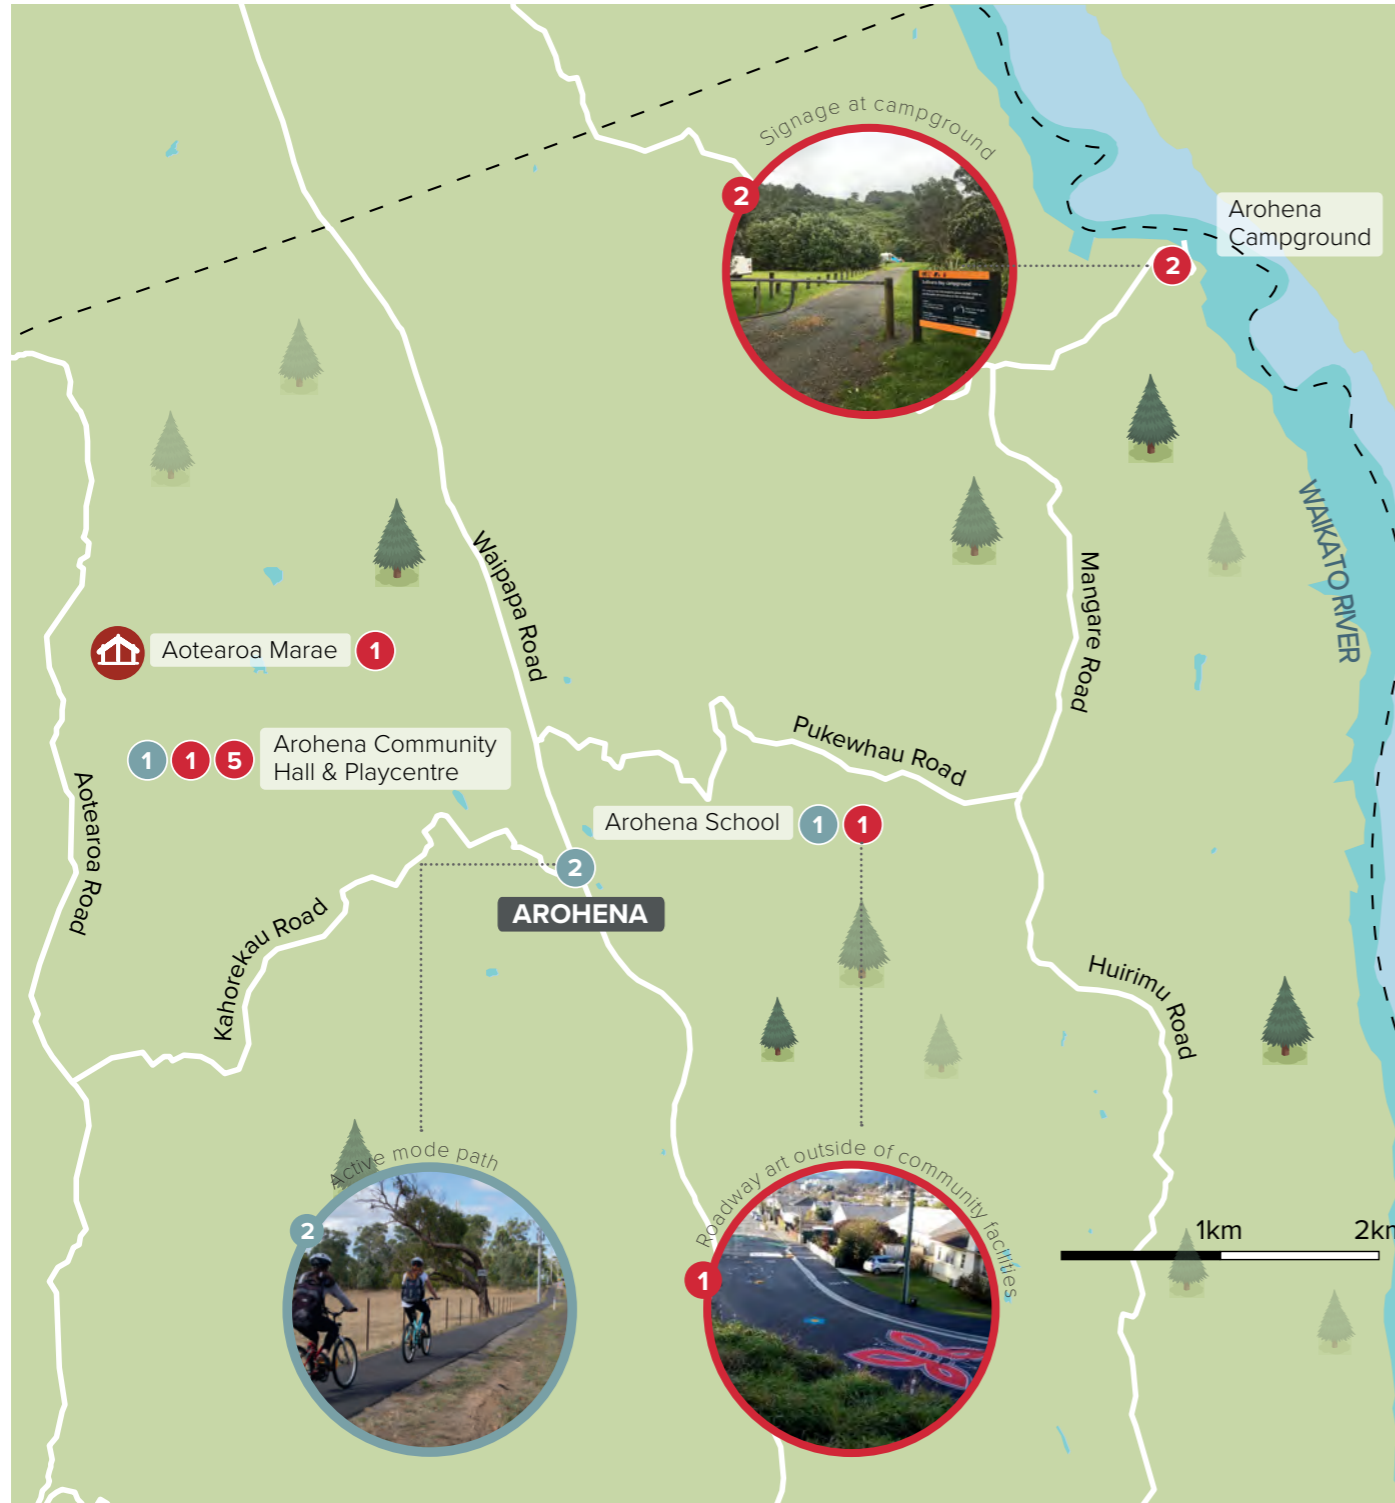 Signage at campground
2
Arohena
Campground
2
WAIKATO RIVER
Waipapa Road
Mangare Road
Aotearoa Marae
1
Pukewhau Road
1
1
5
Arohena Community
Hall & Playcentre
Aotearoa Road
Arohena School
1
1
2
AROHENA
Kahorekau Road
Huirimu Road
Active mode path
2
Roadway art outside of community facilities
1
1km
2km